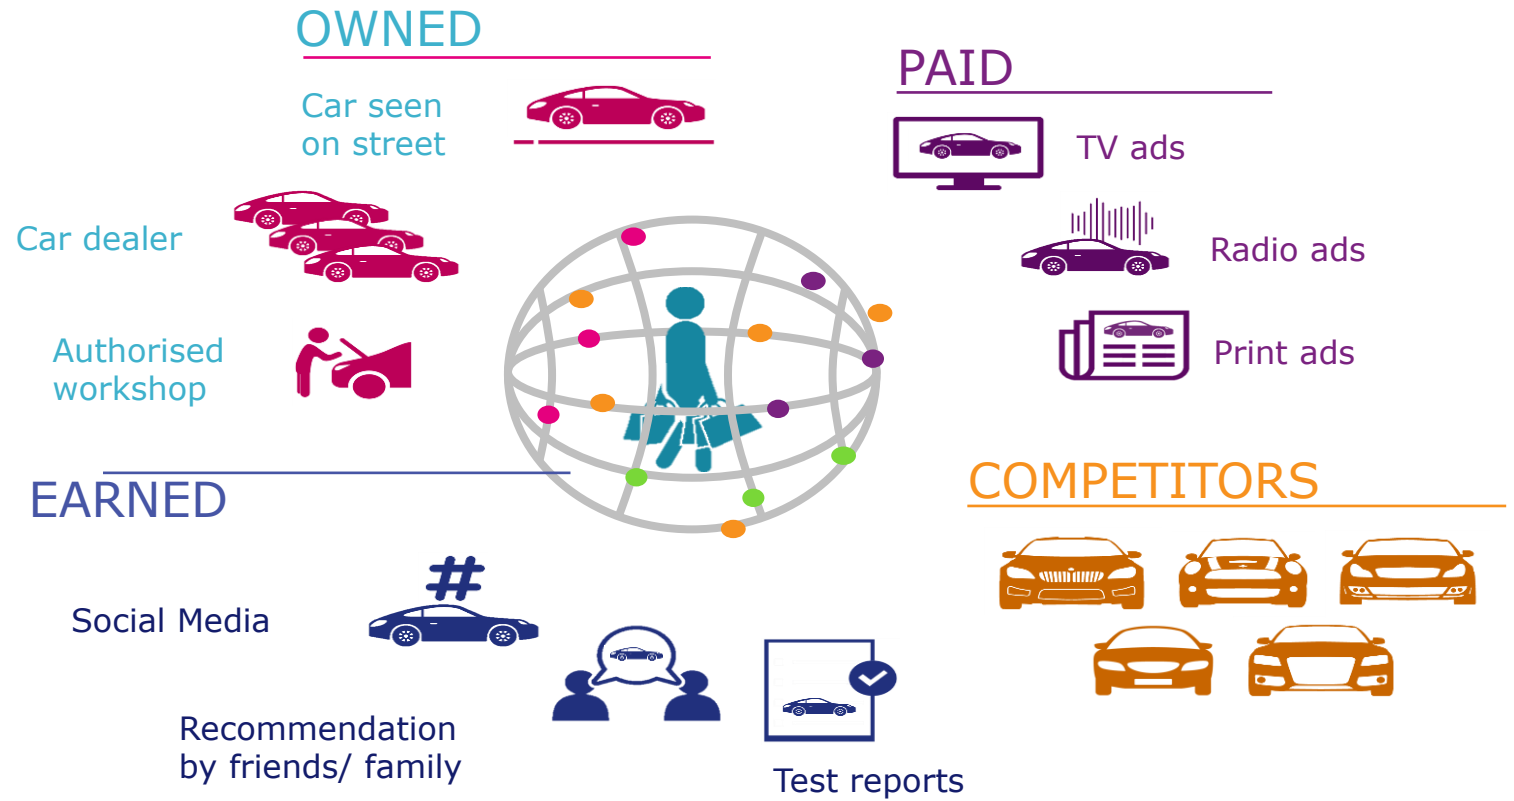 OWNED
Car seen
on street
Car dealer
Authorised
workshop
PAID
TV ads
Radio ads
Print ads
EARNED
#
Social Media
Recommendation
by friends/ family
Test reports
COMPETITORS